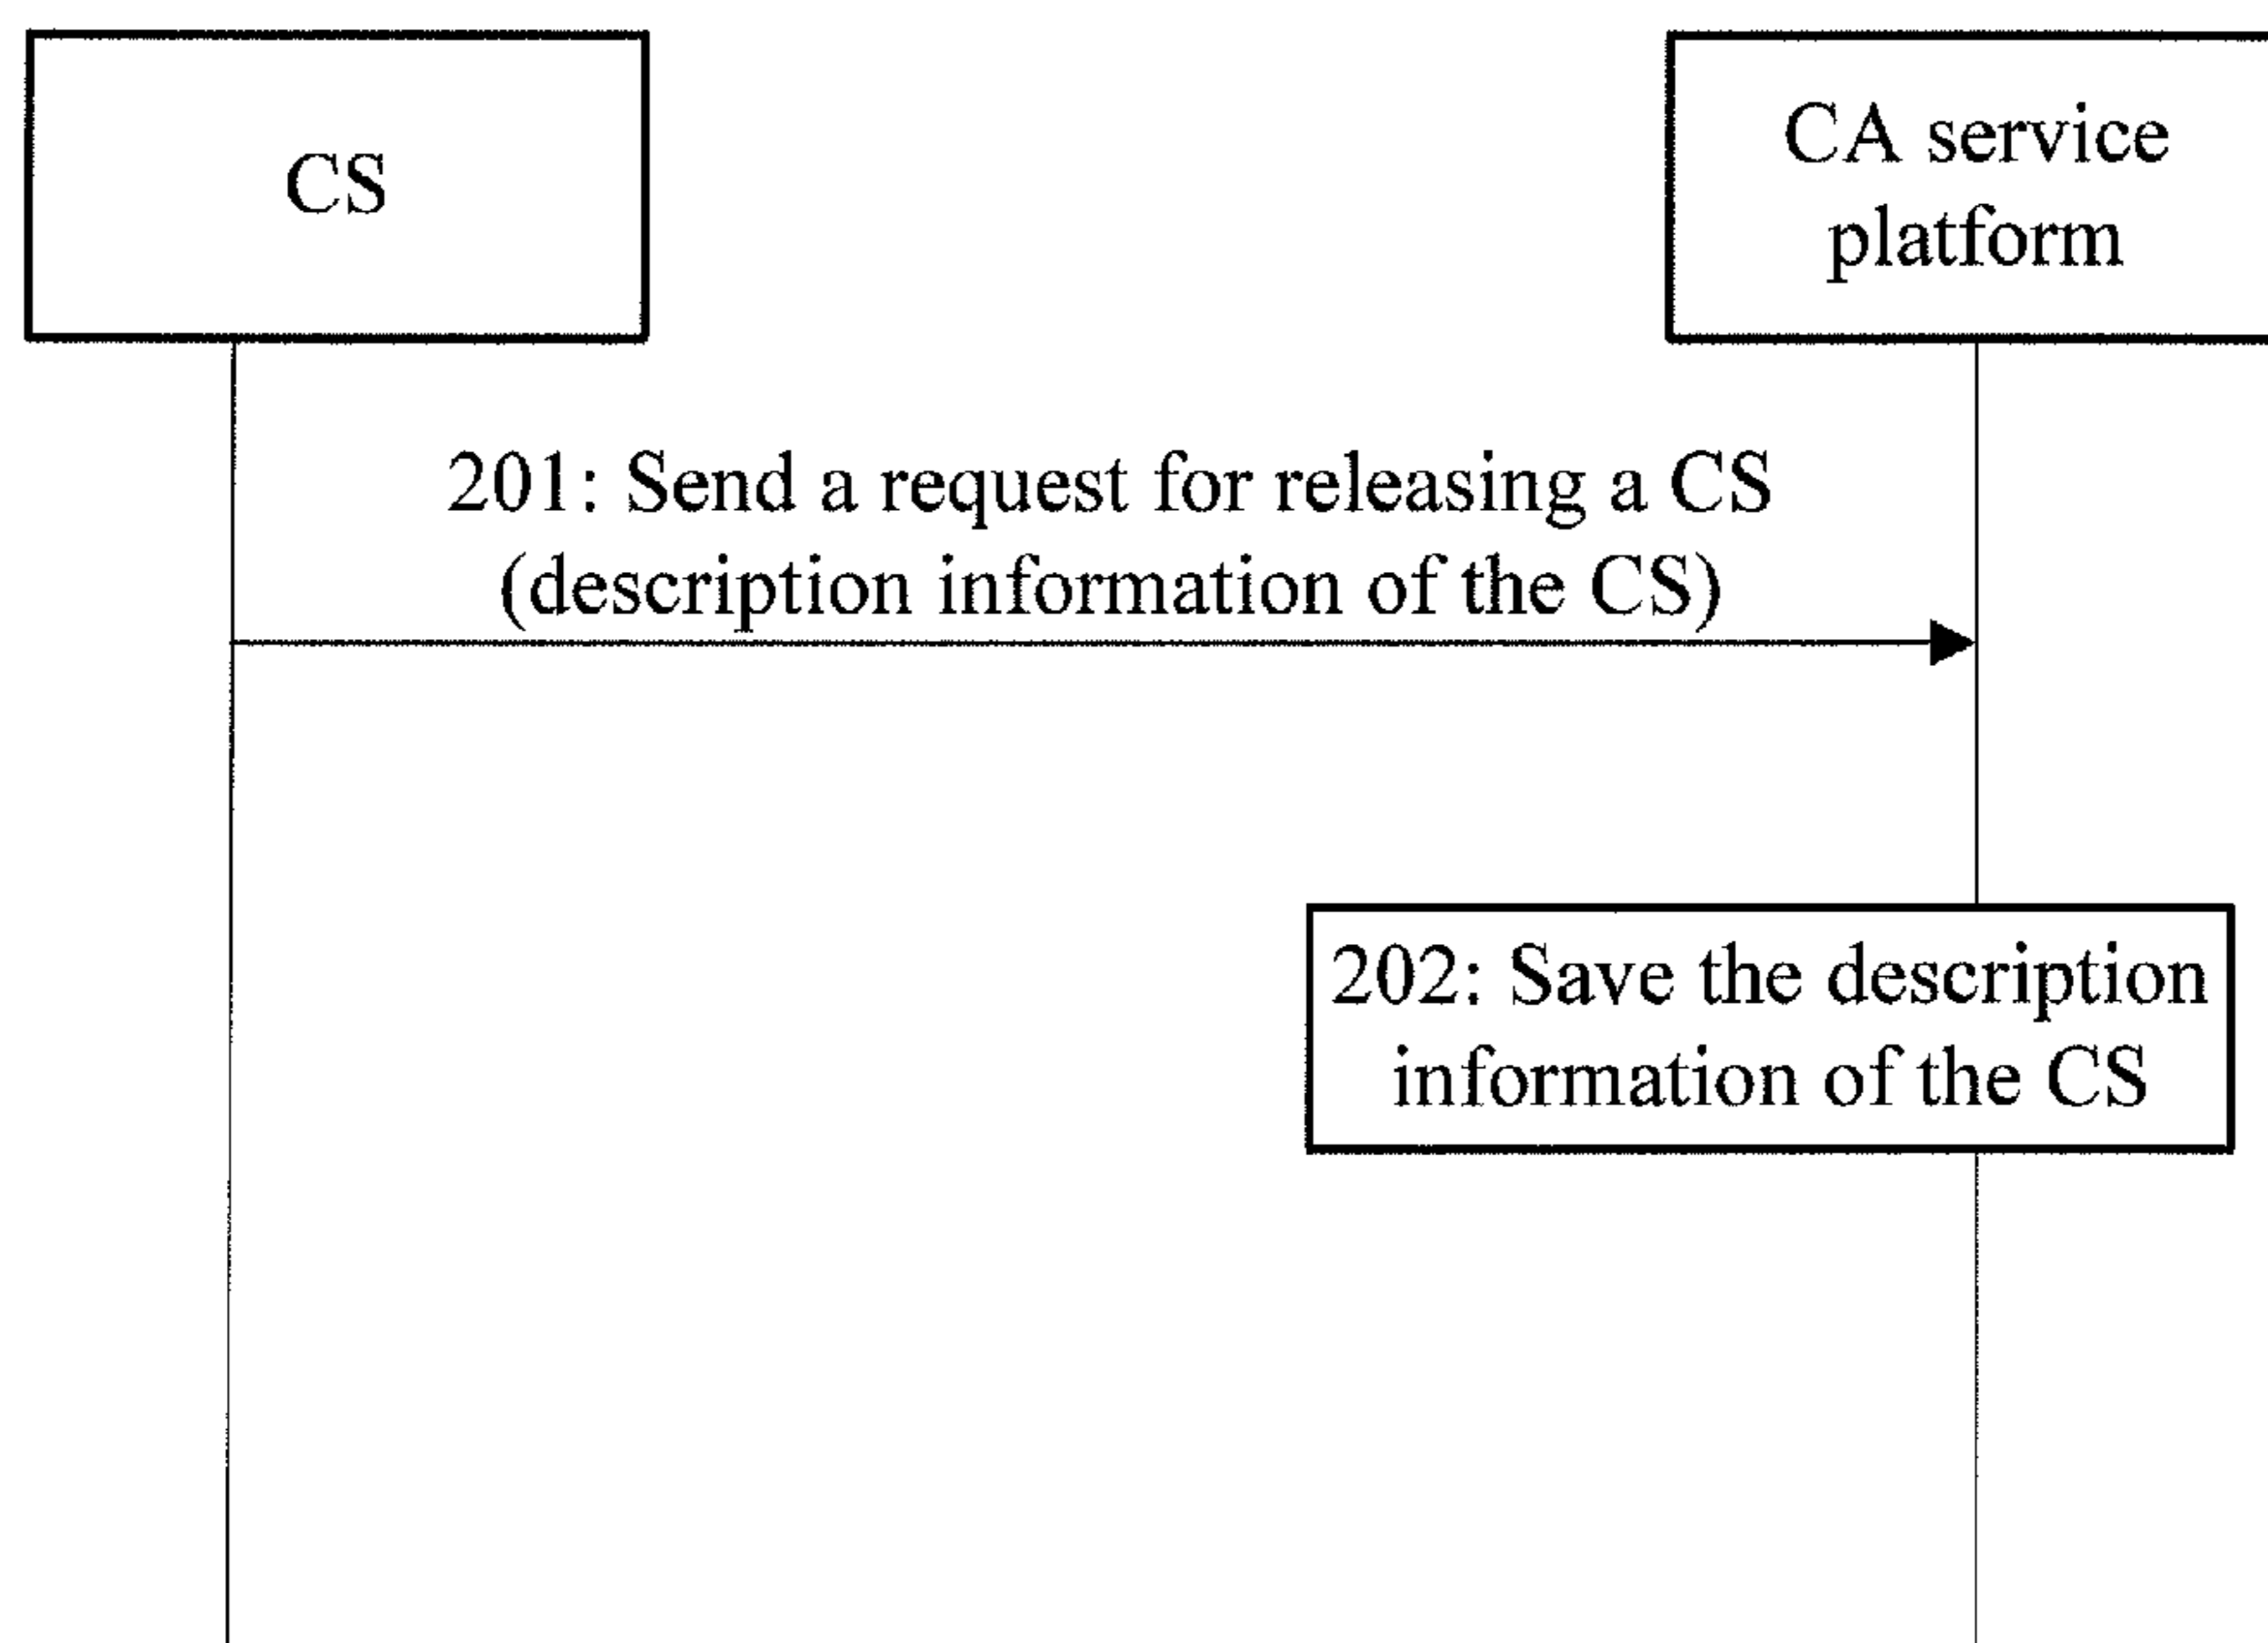 CS
CA service
platform
201: Send a request for releasing a CS
(description information of the CS)
202: Save the description
information of the CS